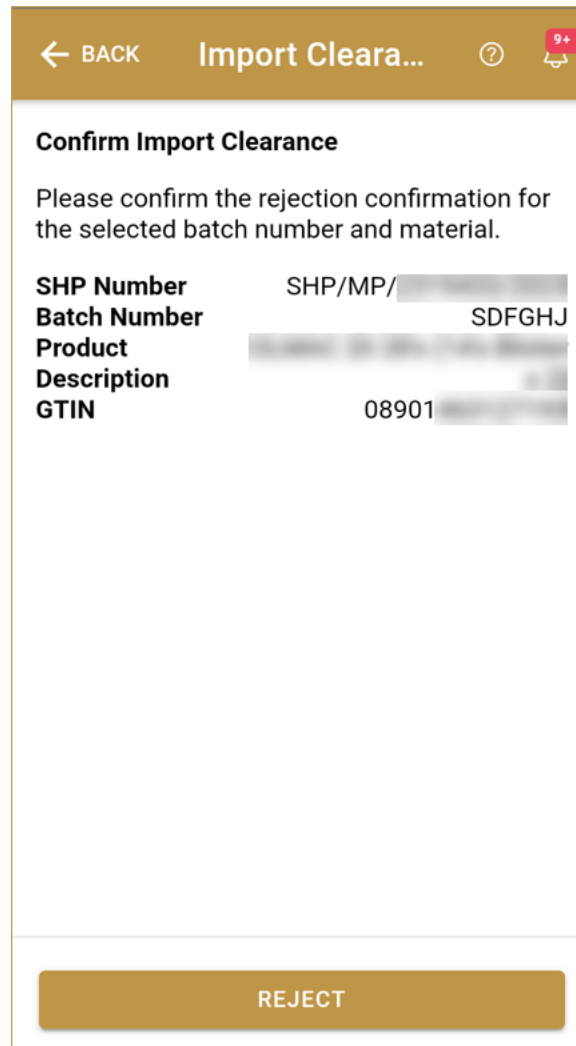 BACK Import Cleara... 9+
Confirm Import Clearance
Please confirm the rejection confirmation for
the selected batch number and material.
SHP Number SHP/MP/
Batch Number SDFGHJ
Product
Description
GTIN 08901
REJECT